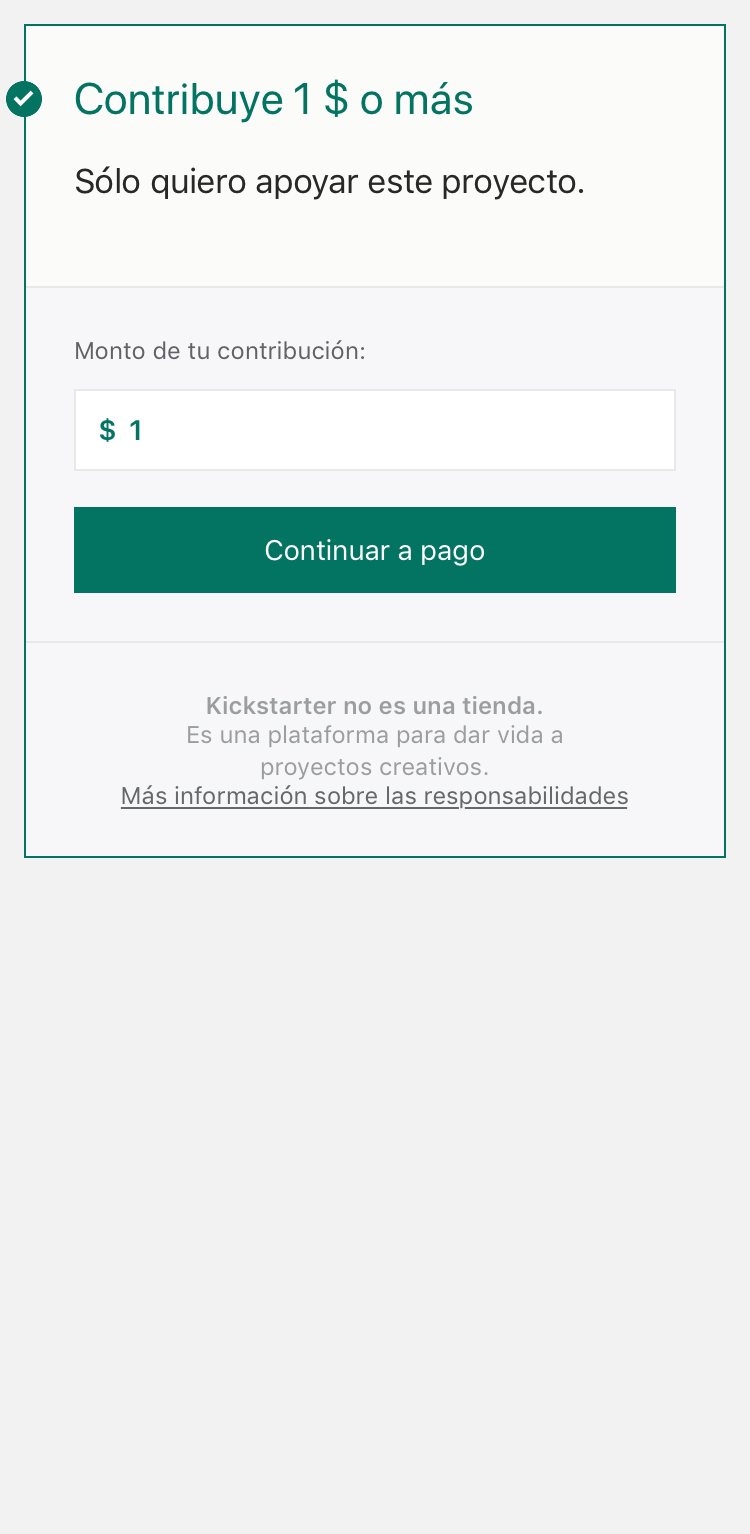 Contribuye 1 $ o más
Sólo quiero apoyar este proyecto.
Monto de tu contribución:
$ 1
Continuar a pago
Kickstarter no es una tienda.
Es una plataforma para dar vida a
proyectos creativos.
Más información sobre las responsabilidades